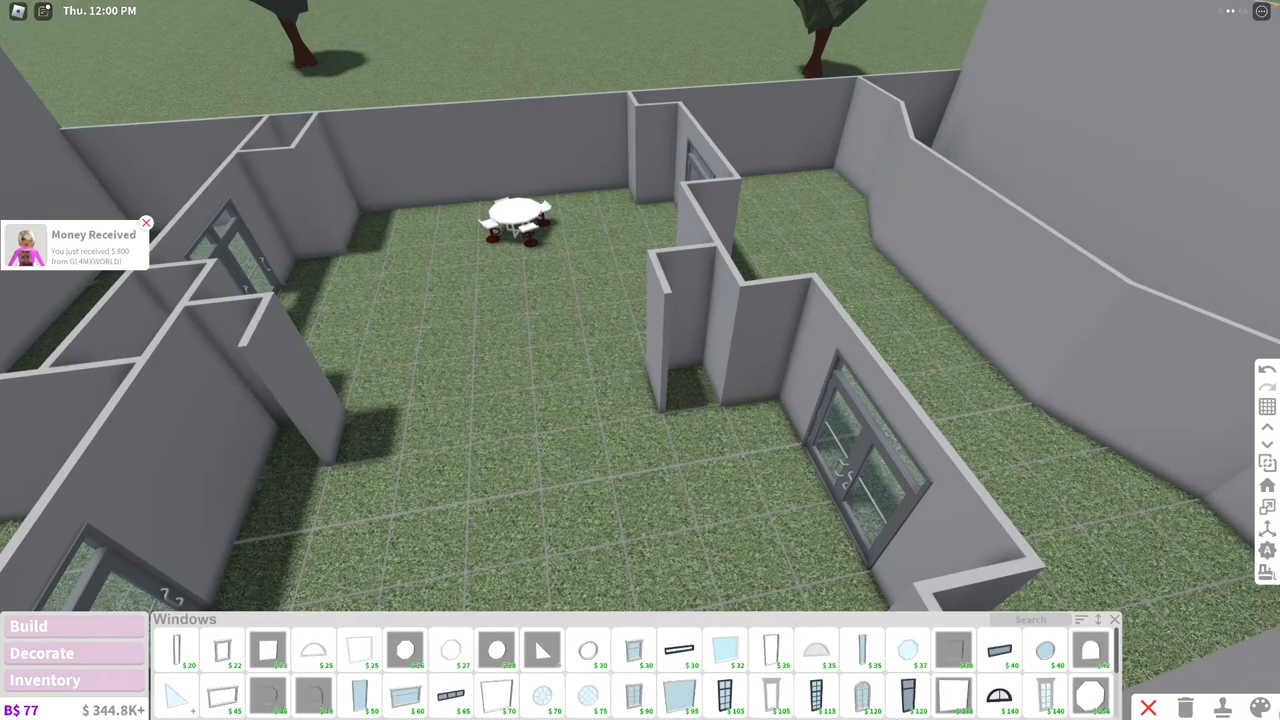 Thu. 12:00 PM
Money Received
You just received $ 800
from GL4MXWORLD!
Windows
Search
Build
Decorate
Inventory
B$ 77
$ 344.8K+
$ 20
$ 22
$ 25
$ 25
$ 27
$ 30
$ 30
$ 30
$ 32
$ 35
$ 35
$ 35
$ 37
$ 40
$ 40
$ 45
$ 50
$ 60
$ 65
$ 70
$ 70
$ 75
$ 90
$ 95
$ 105
$ 105
$ 115
$ 120
$ 120
$ 140
$ 140